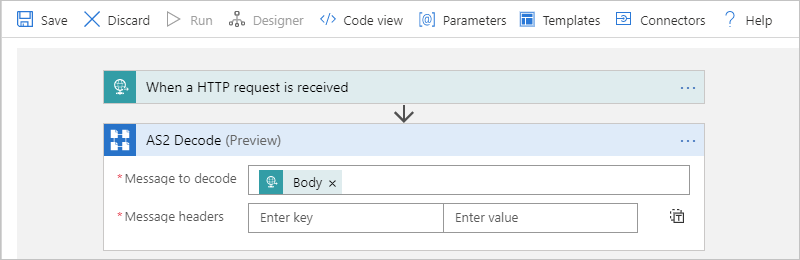 Save Discard Run Designer Code view [@] Parameters Templates Connectors ? Help
When a HTTP request is received ...
AS2 Decode (Preview) ...
*Message to decode Body ×
*Message headers Enter key Enter value